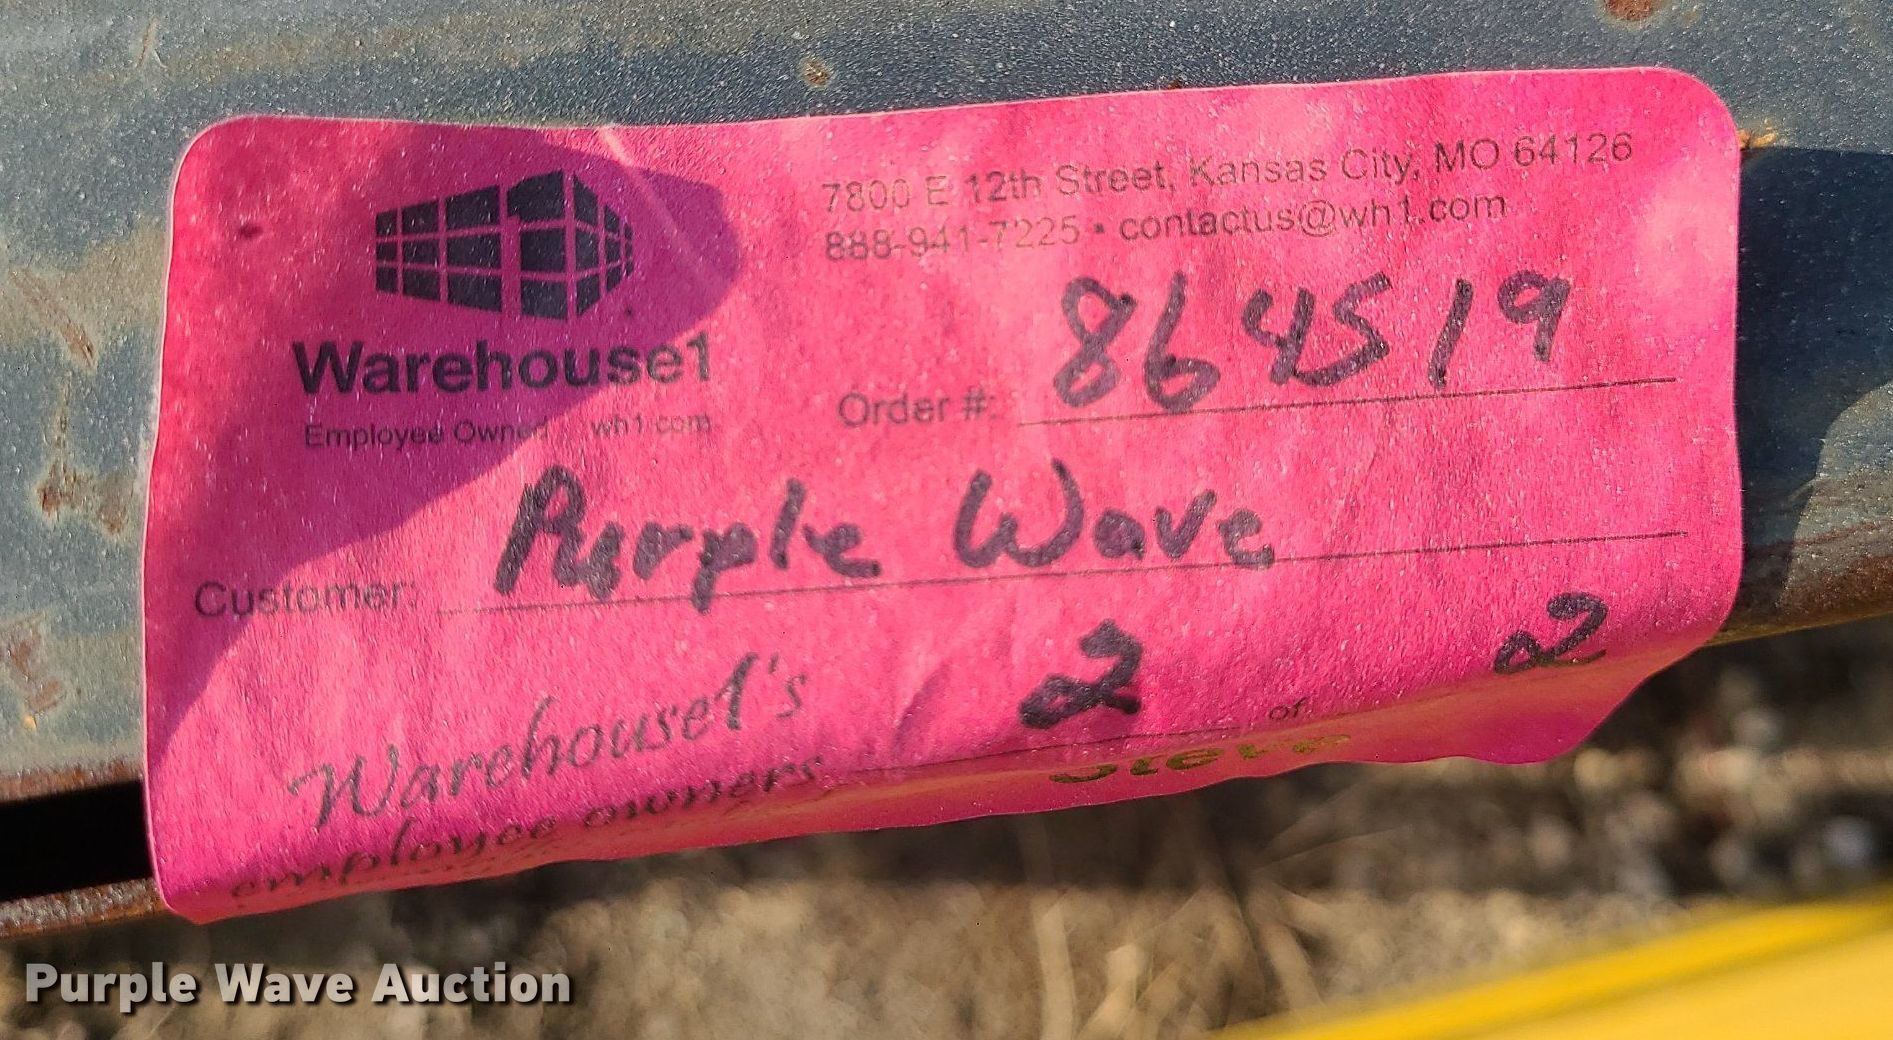 7800 E 12th Street, Kansas City, MO 64126
888-941-7225 • contactus@wh1.com
Warehouse1
Employee Owned wh1.com
Order #: 864519
Customer: Purple Wave
2 of 2
Warehouse1's
employee owners
Purple Wave Auction